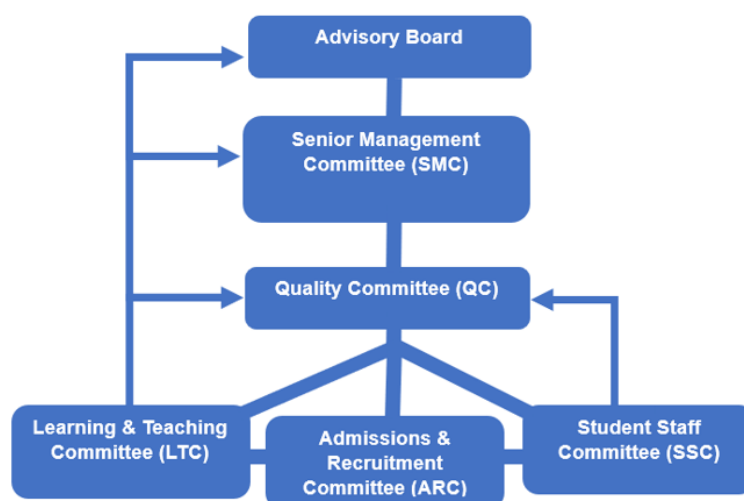 Advisory Board
Senior Management
Committee (SMC)
Quality Committee (QC)
Learning & Teaching
Committee (LTC)
Admissions &
Recruitment
Committee (ARC)
Student Staff
Committee (SSC)